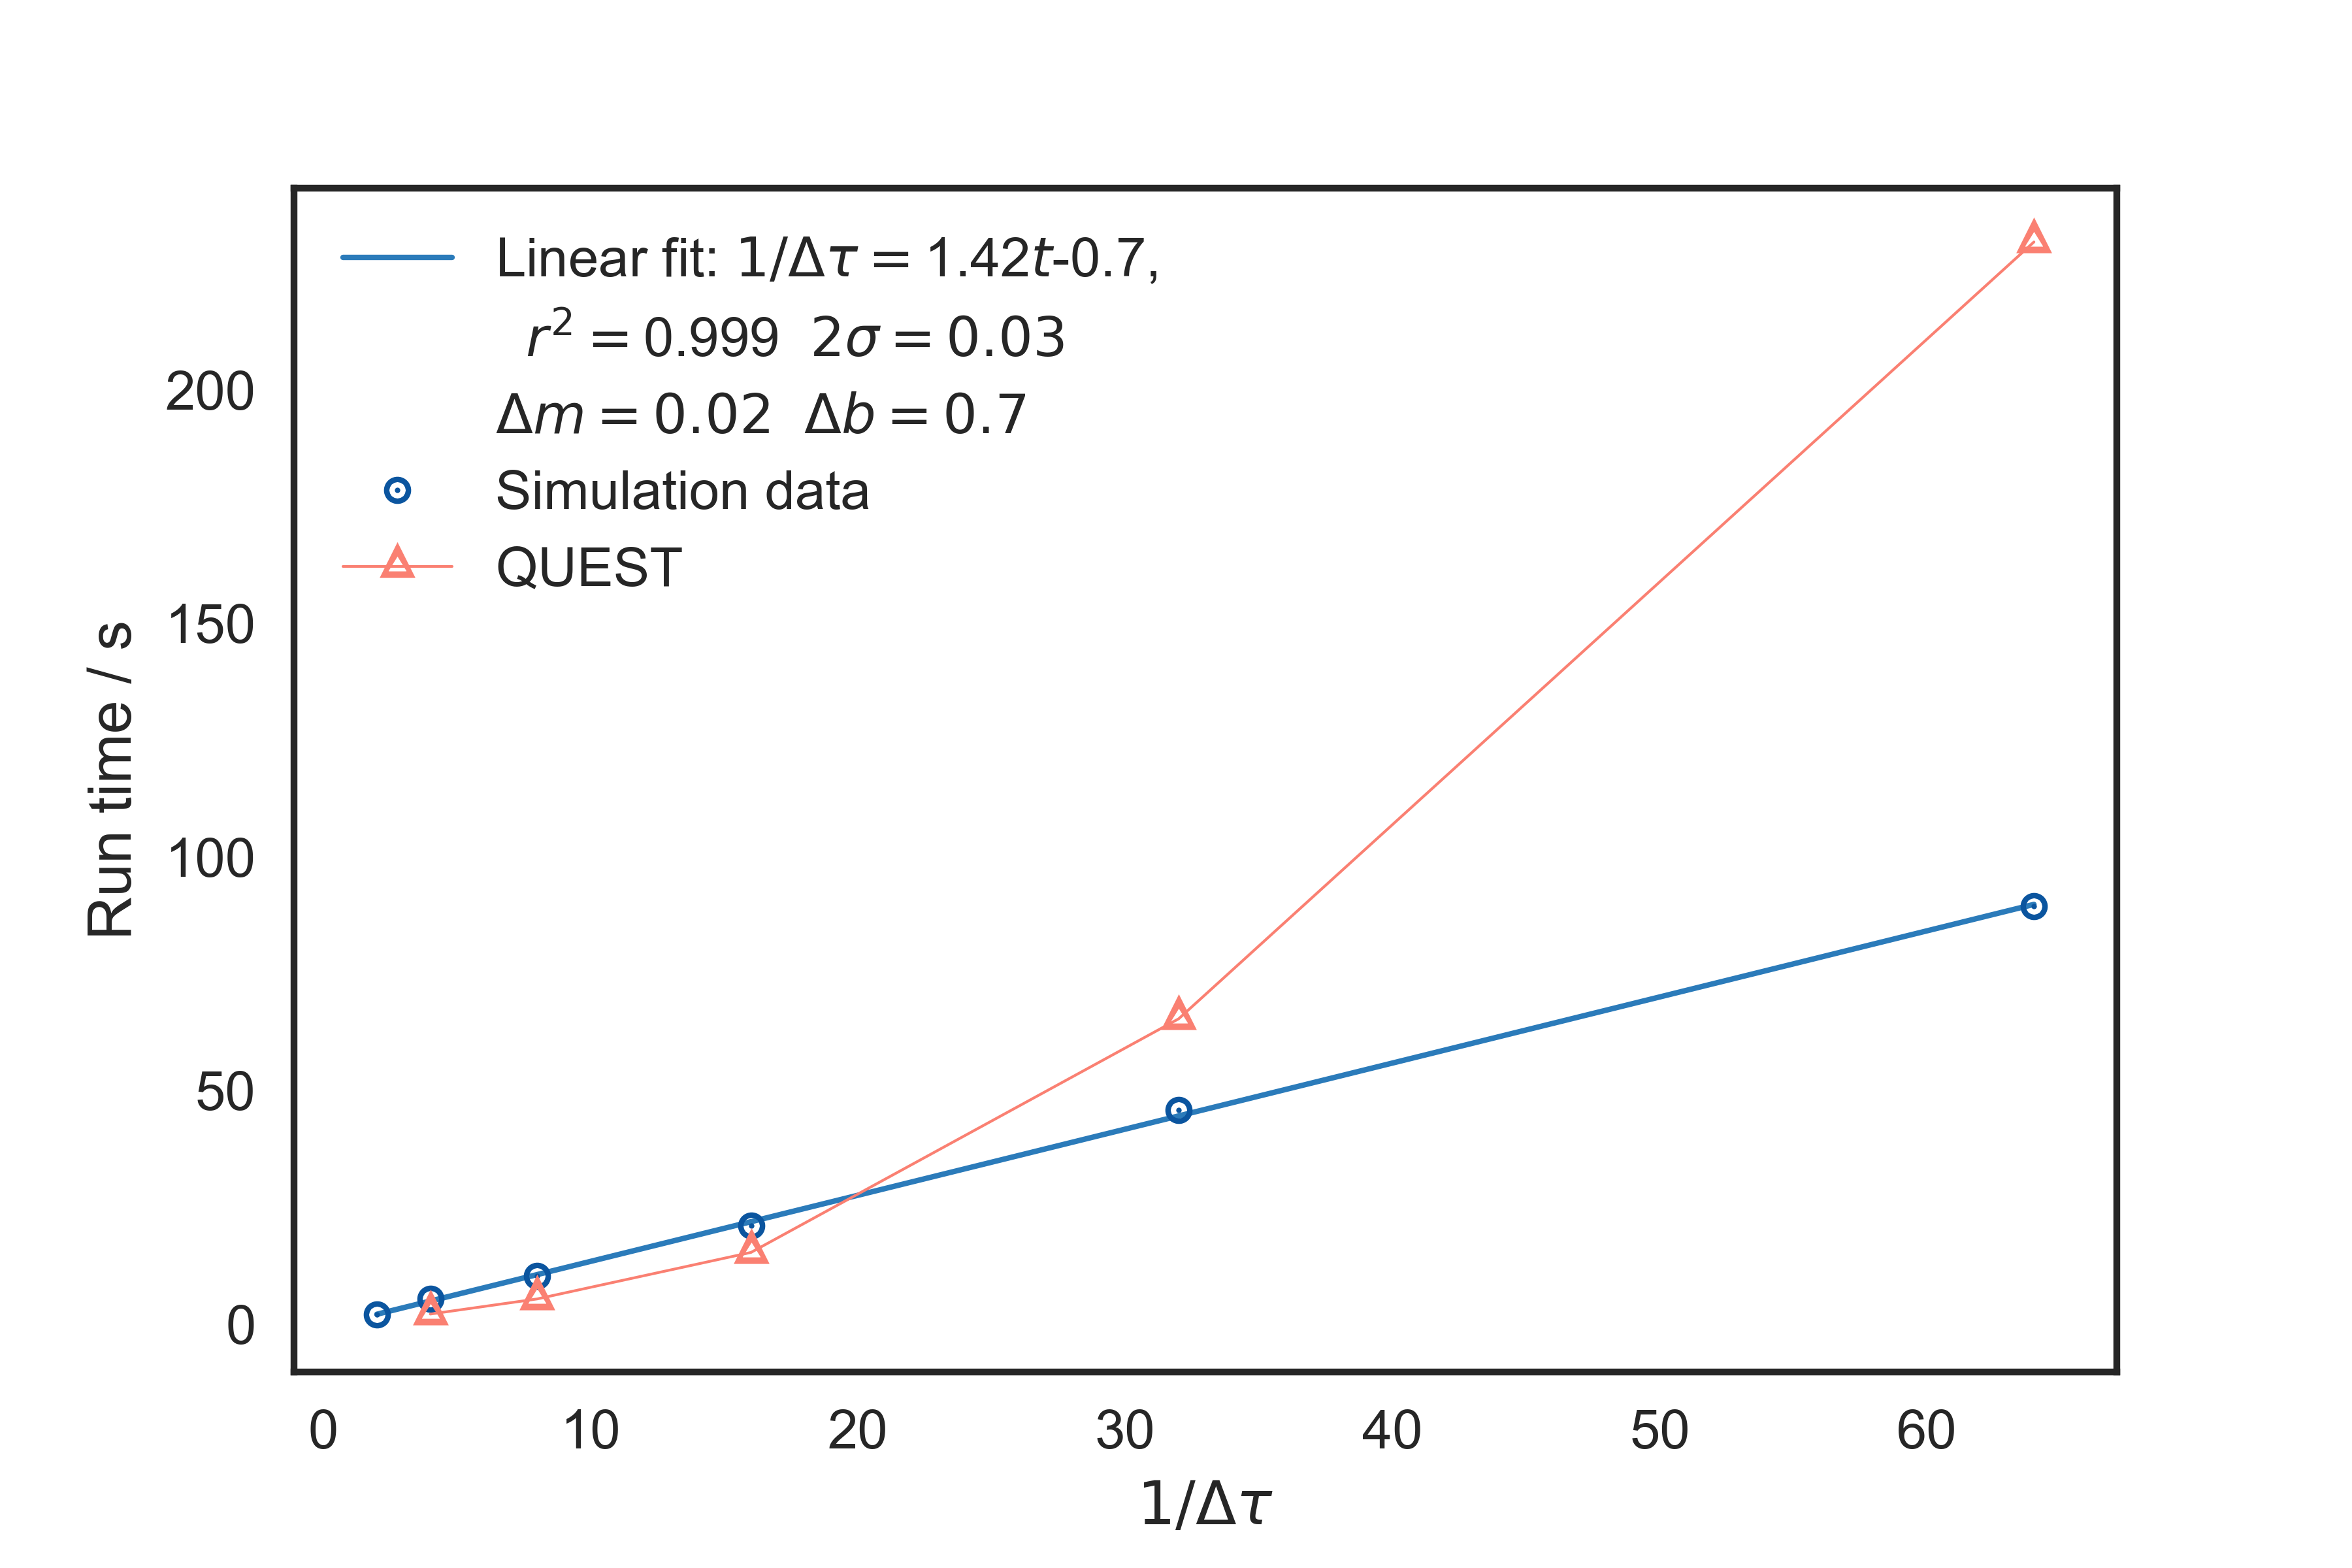 Linear fit: 1/Δτ = 1.42t-0.7,
r² = 0.999 2σ = 0.03
Δm = 0.02 Δb = 0.7
Simulation data
QUEST
Run time / s
200
150
100
50
0
0 10 20 30 40 50 60
1/Δτ